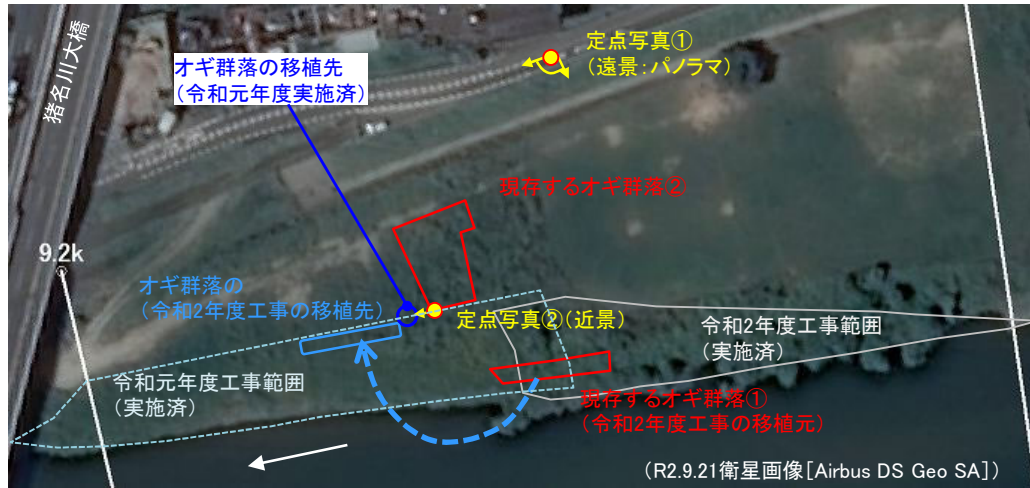 猪名川大橋
オギ群落の移植先
(令和元年度実施済)
定点写真①
(遠景:パノラマ)
現存するオギ群落②
9.2k
オギ群落の
(令和2年度工事の移植先)
定点写真②(近景)
令和2年度工事範囲
(実施済)
令和元年度工事範囲
(実施済)
現存するオギ群落①
(令和2年度工事の移植元)
(R2.9.21衛星画像[Airbus DS Geo SA])